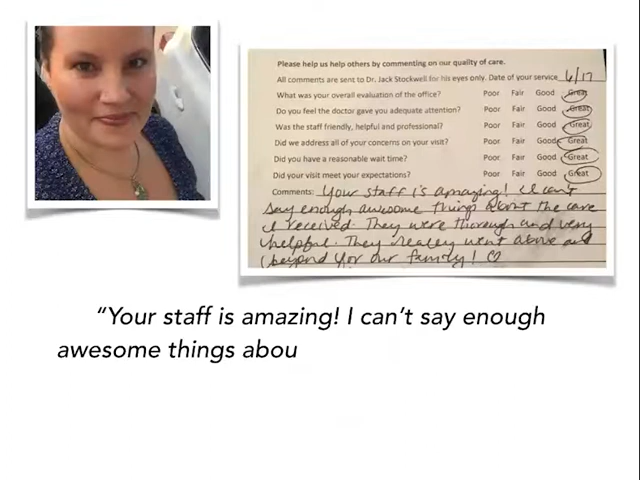 Please help us help others by commenting on our quality of care.
All comments are sent to Dr. Jack Stockwell for his eyes only. Date of your service 6/17
What was your overall evaluation of the office? Poor Fair Good Great
Do you feel the doctor gave you adequate attention? Poor Fair Good Great
Was the staff friendly, helpful and professional? Poor Fair Good Great
Did we address all of your concerns on your visit? Poor Fair Good Great
Did you have a reasonable wait time? Poor Fair Good Great
Did your visit meet your expectations? Poor Fair Good Great
Comments: Your staff is amazing! I can't
say enough awesome things about the care
I received. They were thorough and very
helpful. They really went above and
beyond for our family!
“Your staff is amazing! I can’t say enough
awesome things abou